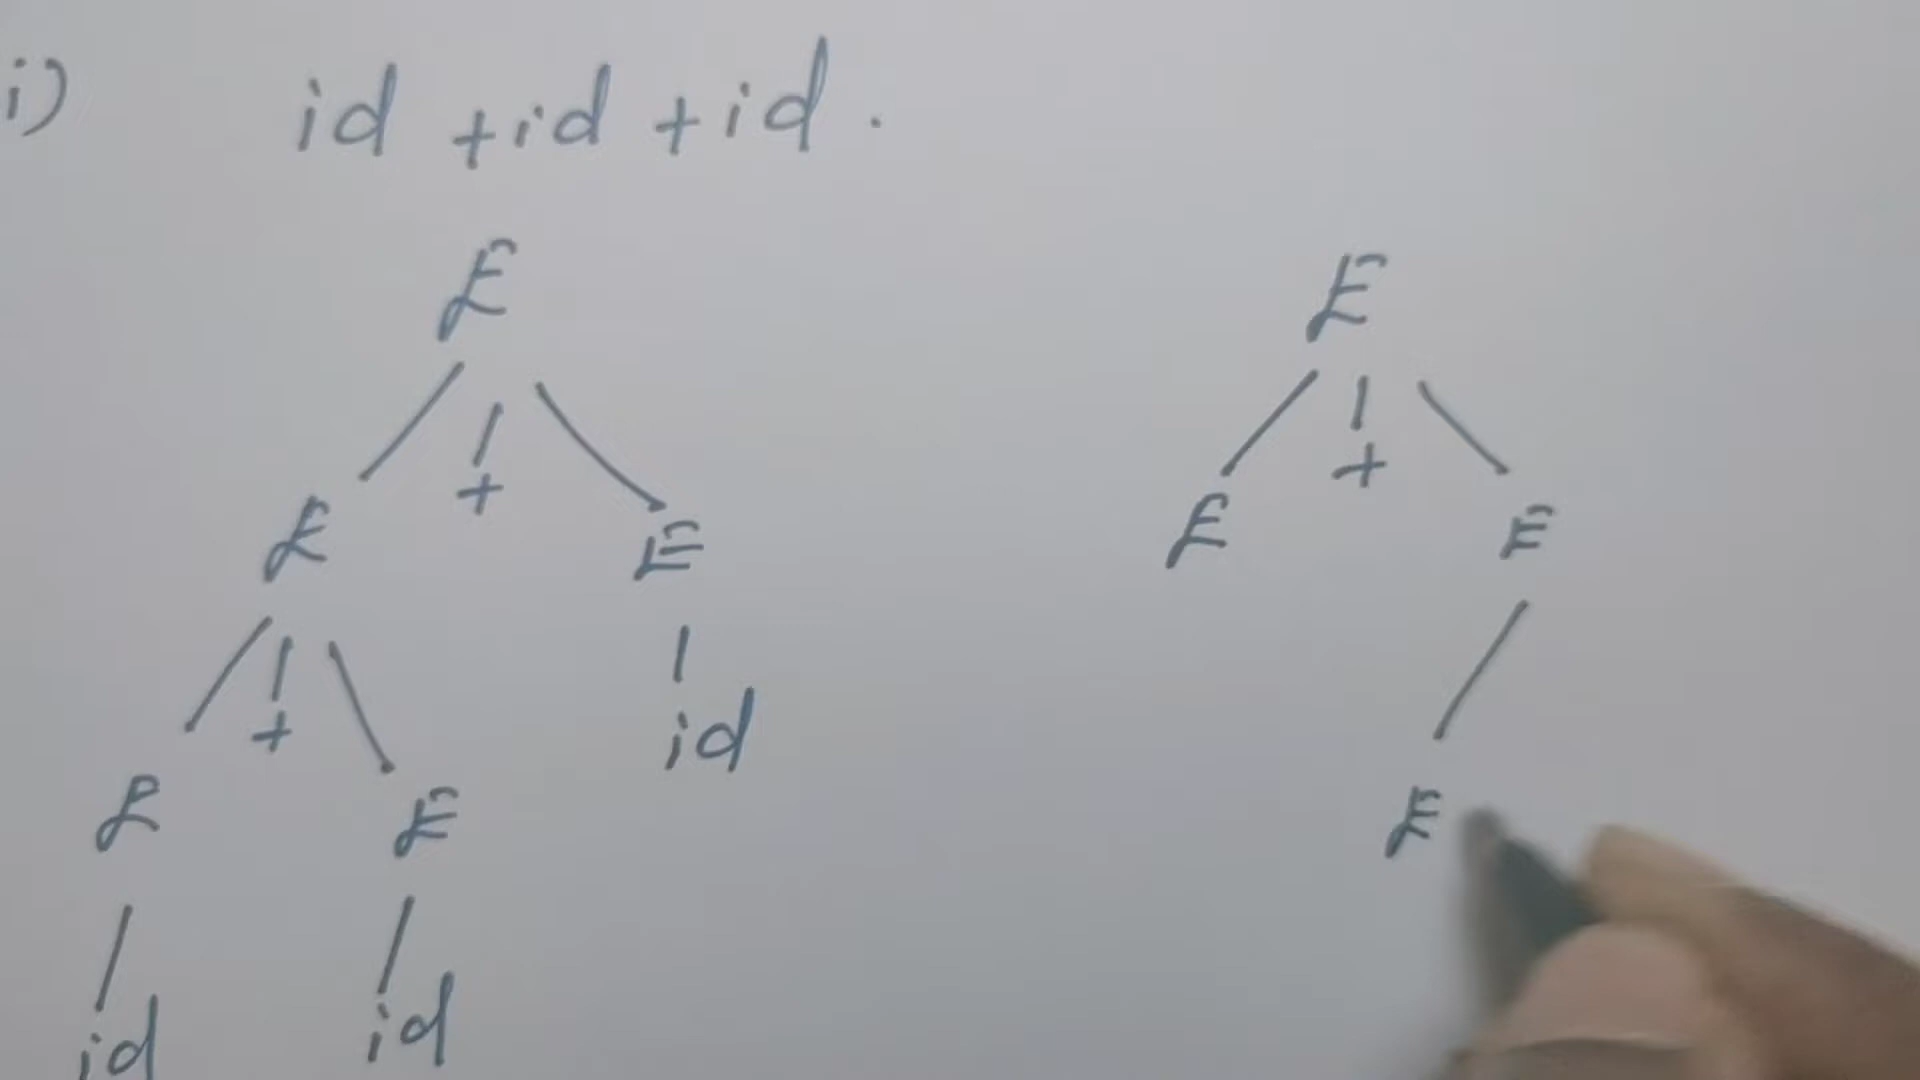 i) id + id + id.
E E
+ +
E E E E
+ id
E E E
id id